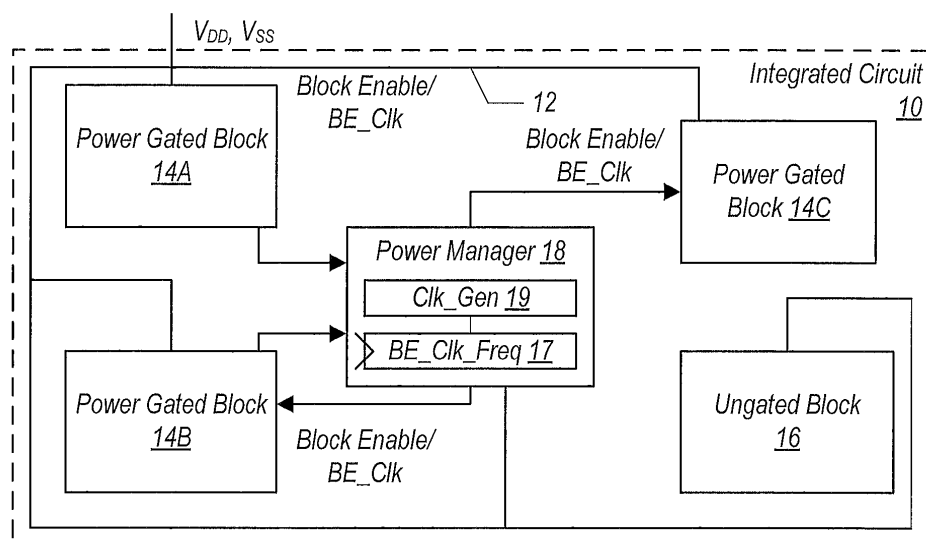 VDD, VSS
Integrated Circuit
10
Block Enable/
BE_Clk
12
Power Gated Block
14A
Block Enable/
BE_Clk
Power Gated
Block 14C
Power Manager 18
Clk_Gen 19
BE_Clk_Freq 17
Power Gated Block
14B
Ungated Block
16
Block Enable/
BE_Clk